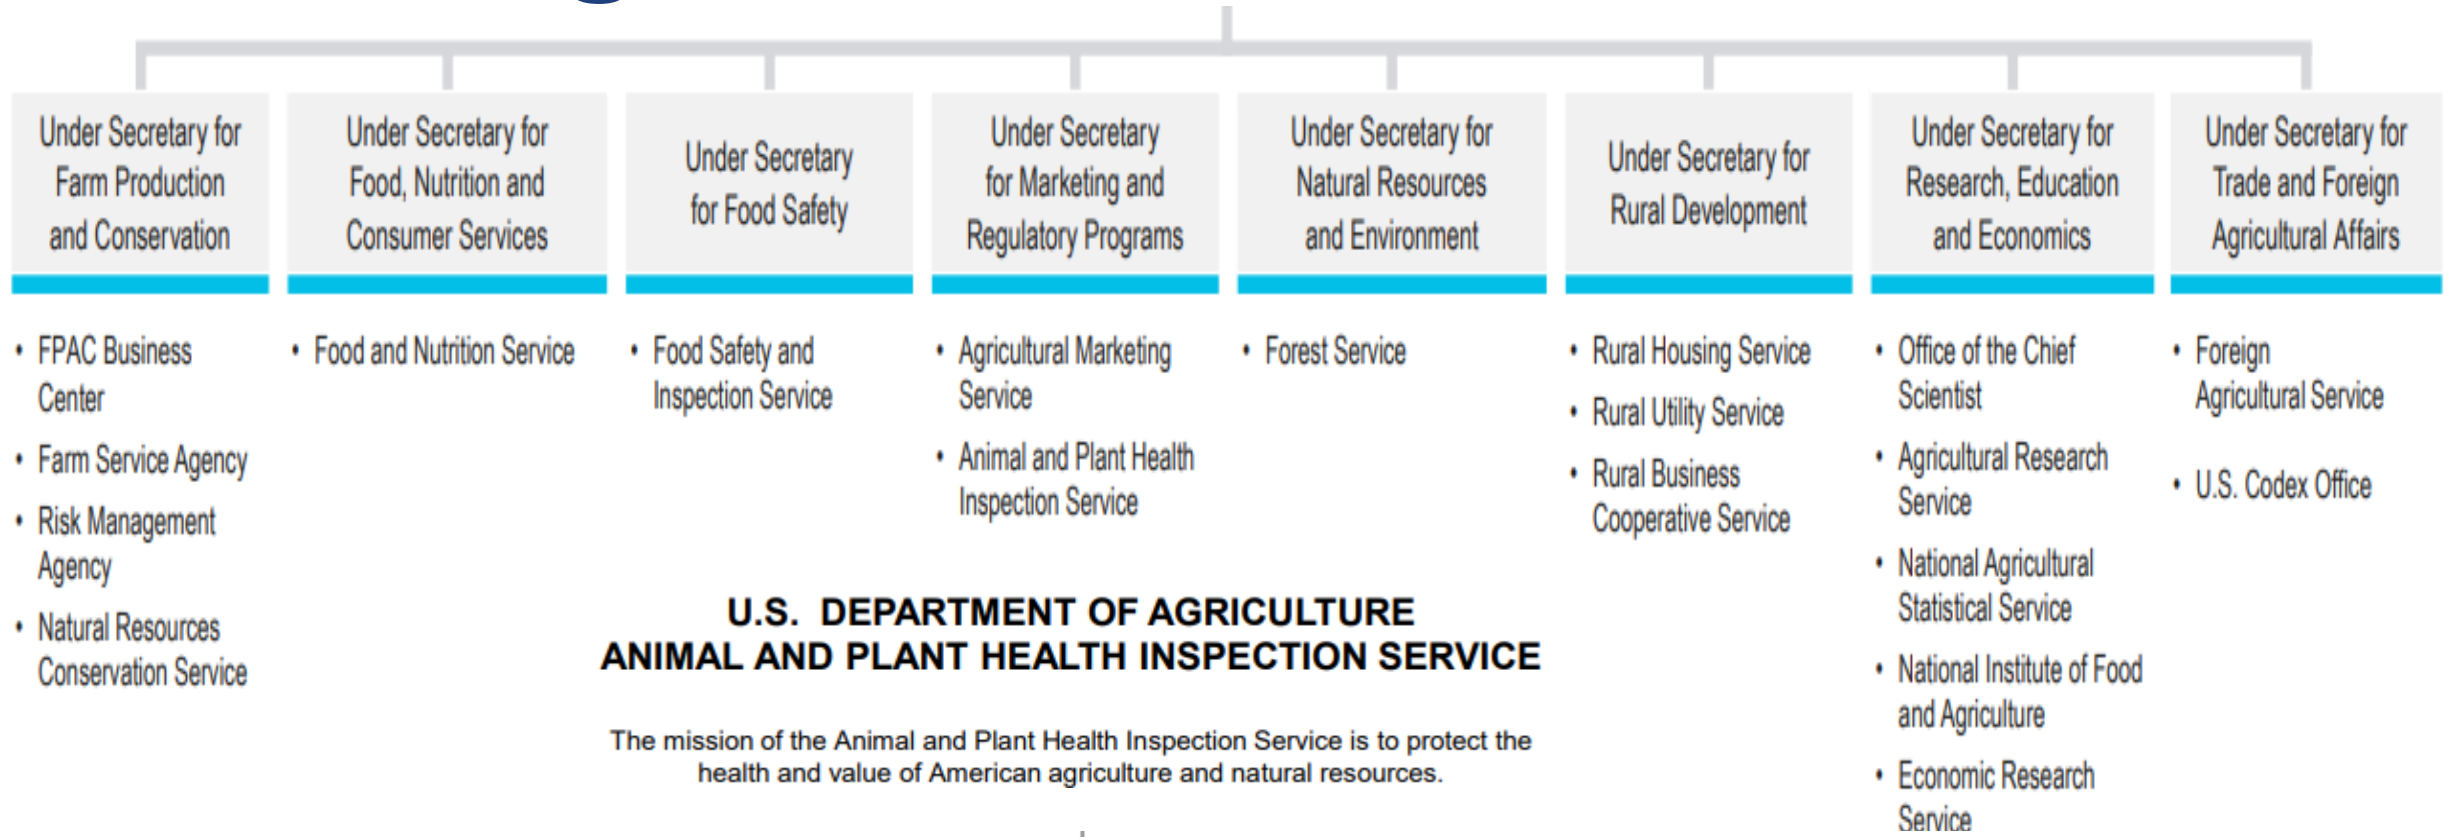 Under Secretary for
Farm Production
and Conservation
• FPAC Business
Center
• Farm Service Agency
• Risk Management
Agency
• Natural Resources
Conservation Service
Under Secretary for
Food, Nutrition and
Consumer Services
• Food and Nutrition Service
Under Secretary
for Food Safety
• Food Safety and
Inspection Service
Under Secretary
for Marketing and
Regulatory Programs
• Agricultural Marketing
Service
• Animal and Plant Health
Inspection Service
Under Secretary for
Natural Resources
and Environment
• Forest Service
Under Secretary for
Rural Development
• Rural Housing Service
• Rural Utility Service
• Rural Business
Cooperative Service
Under Secretary for
Research, Education
and Economics
• Office of the Chief
Scientist
• Agricultural Research
Service
• National Agricultural
Statistical Service
• National Institute of Food
and Agriculture
• Economic Research
Service
Under Secretary for
Trade and Foreign
Agricultural Affairs
• Foreign
Agricultural Service
• U.S. Codex Office
U.S. DEPARTMENT OF AGRICULTURE
ANIMAL AND PLANT HEALTH INSPECTION SERVICE
The mission of the Animal and Plant Health Inspection Service is to protect the
health and value of American agriculture and natural resources.